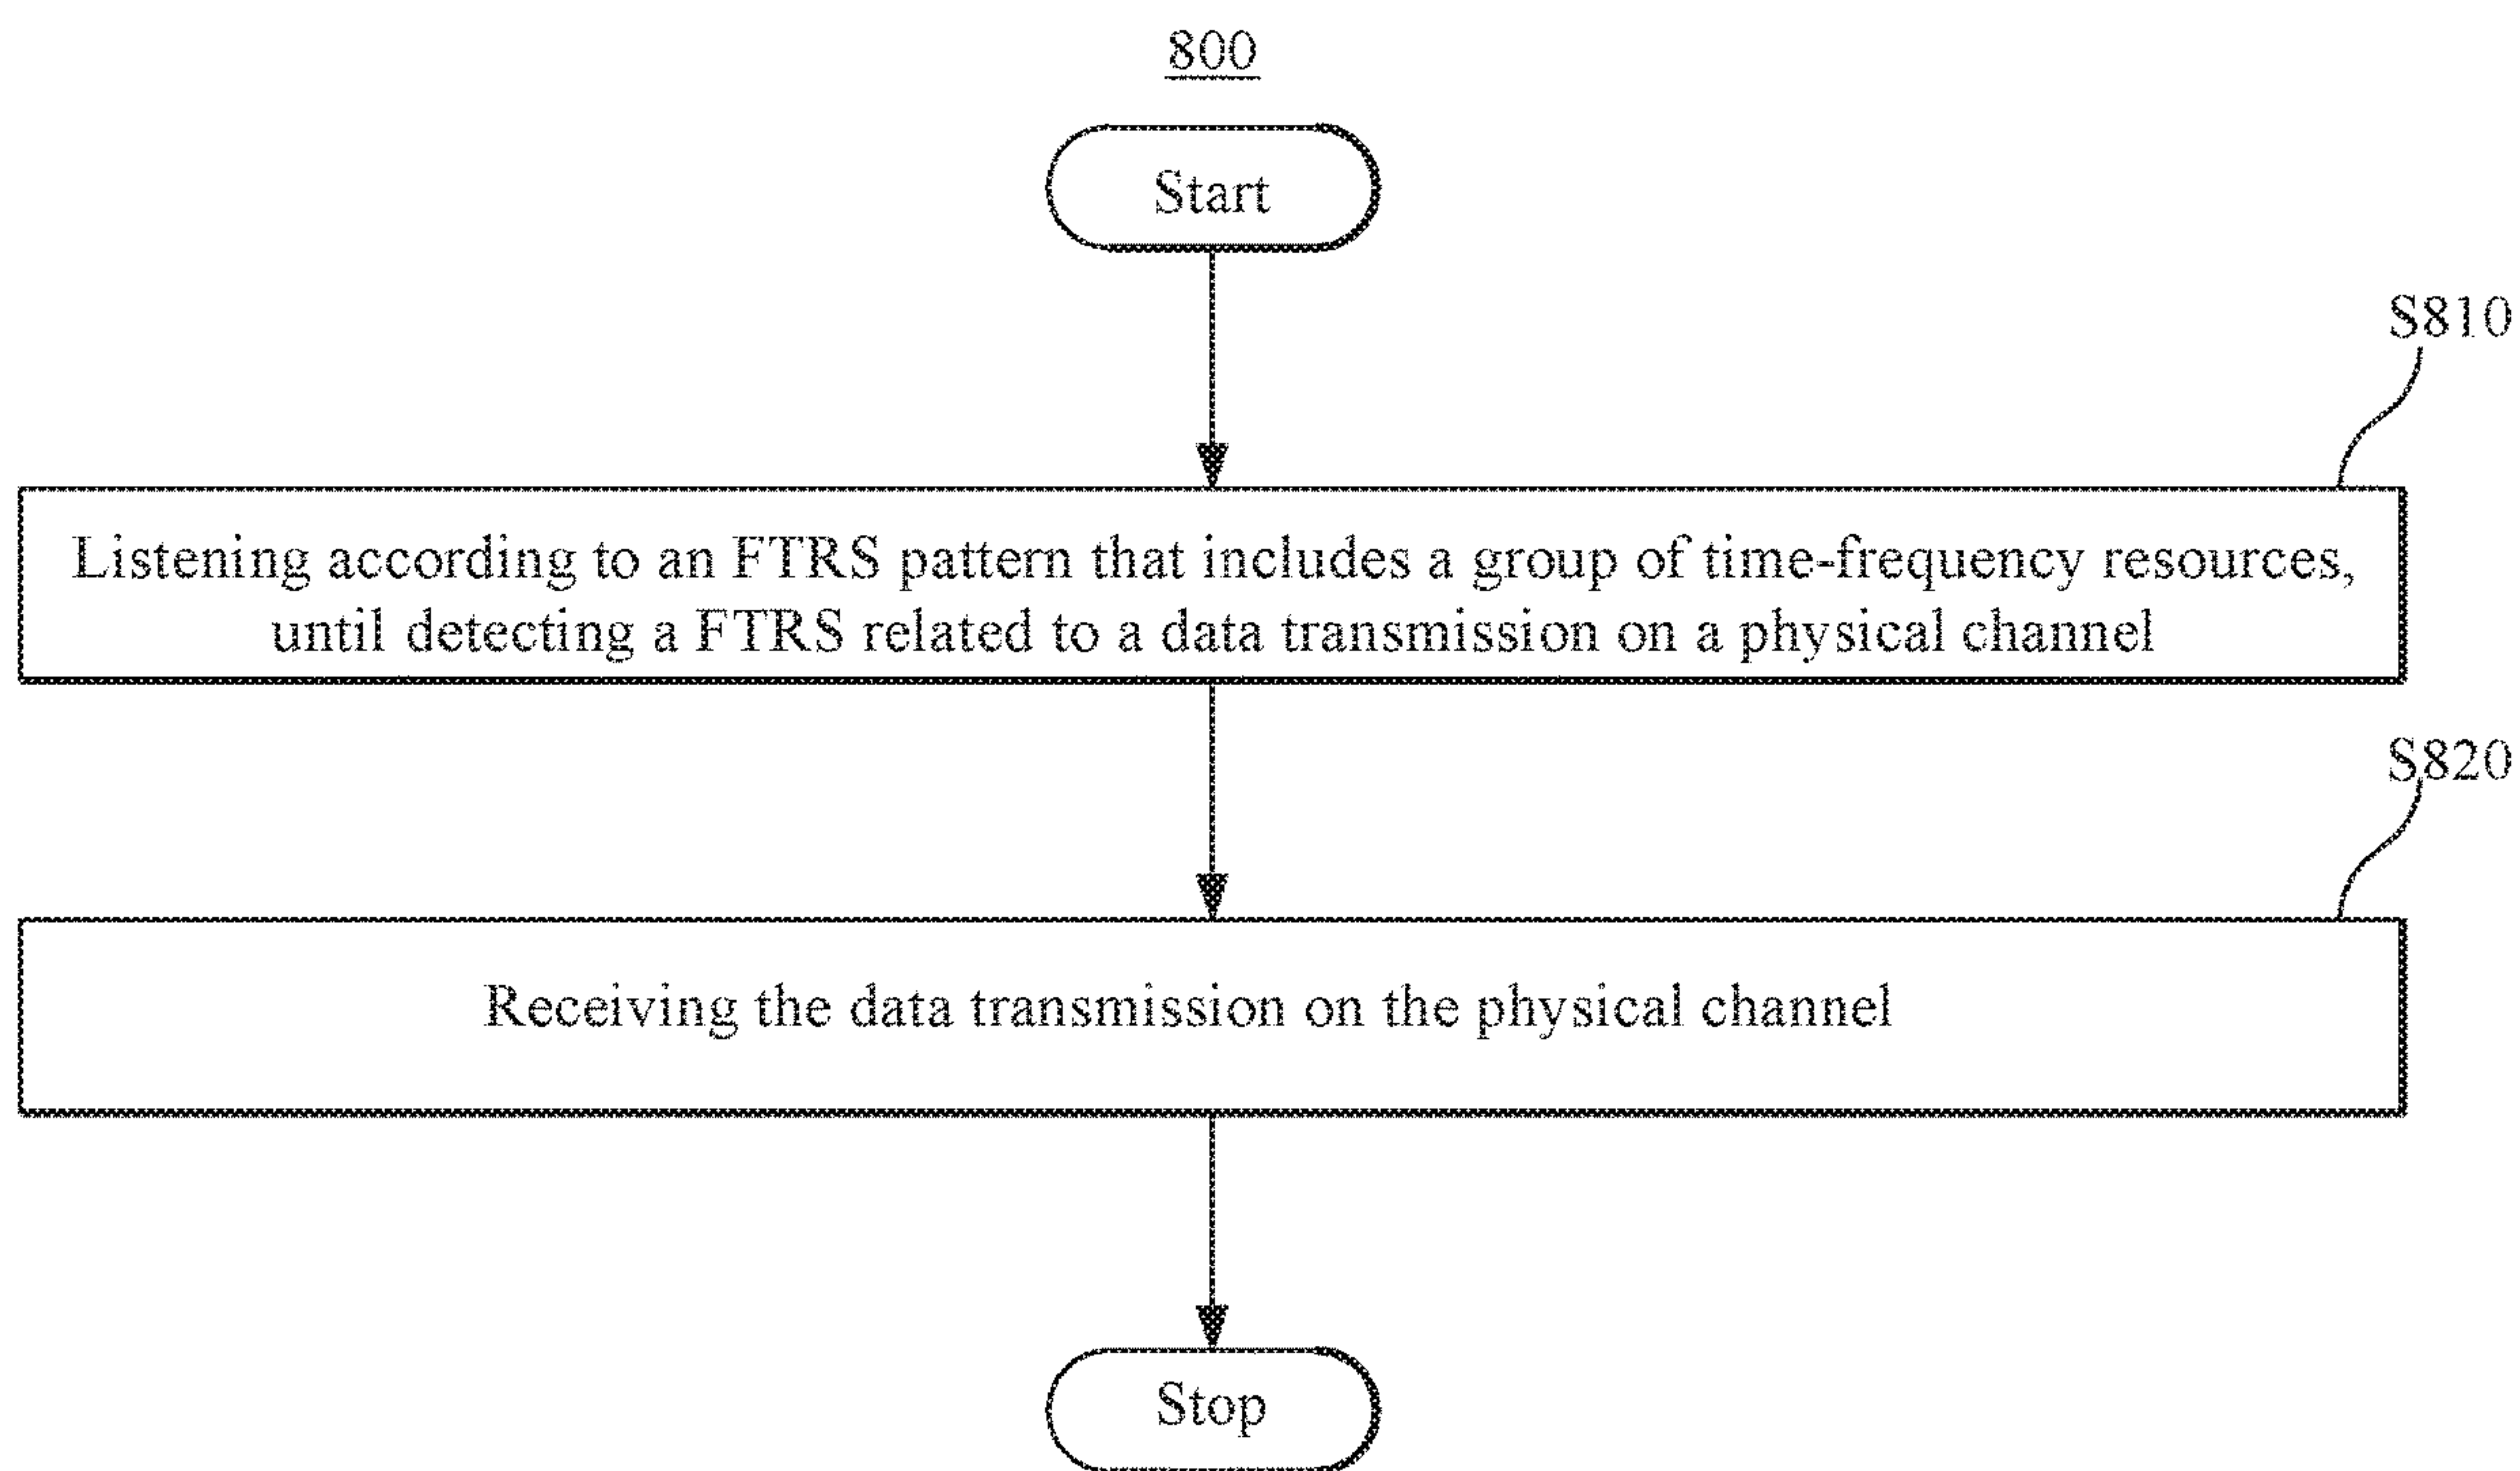 800
Start
S810
Listening according to an FTRS pattern that includes a group of time-frequency resources,
until detecting a FTRS related to a data transmission on a physical channel
S820
Receiving the data transmission on the physical channel
Stop